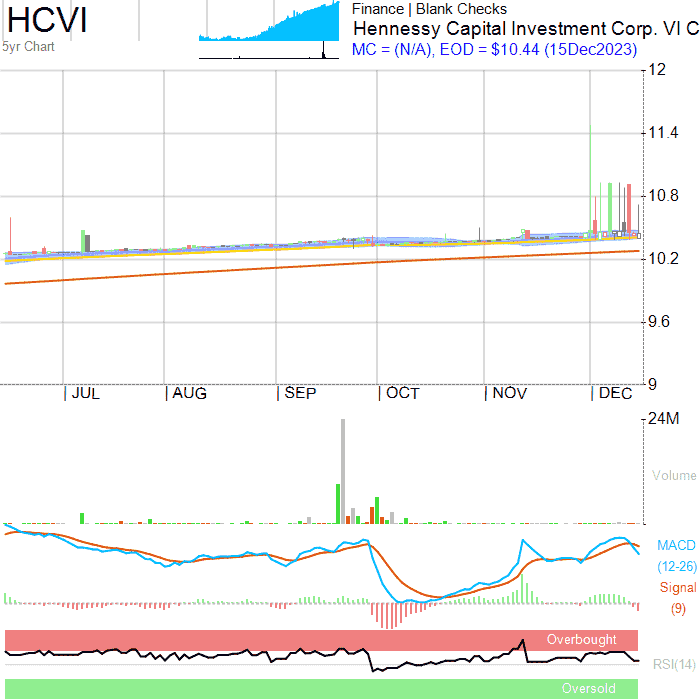 HCVI
5yr Chart
Finance | Blank Checks
Hennessy Capital Investment Corp. VI C
MC = (N/A), EOD = $10.44 (15Dec2023)
12
11.4
10.8
10.2
9.6
9
JUL AUG SEP OCT NOV DEC
24M
Volume
MACD
(12-26)
Signal
(9)
Overbought
RSI(14)
Oversold